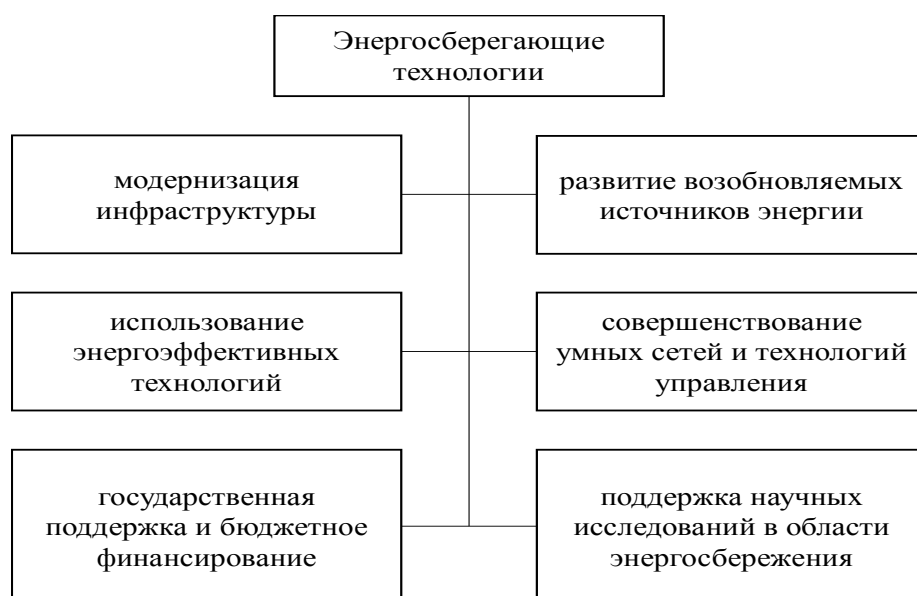 Энергосберегающие
технологии
модернизация
инфраструктуры
развитие возобновляемых
источников энергии
использование
энергоэффективных
технологий
совершенствование
умных сетей и технологий
управления
государственная
поддержка и бюджетное
финансирование
поддержка научных
исследований в области
энергосбережения